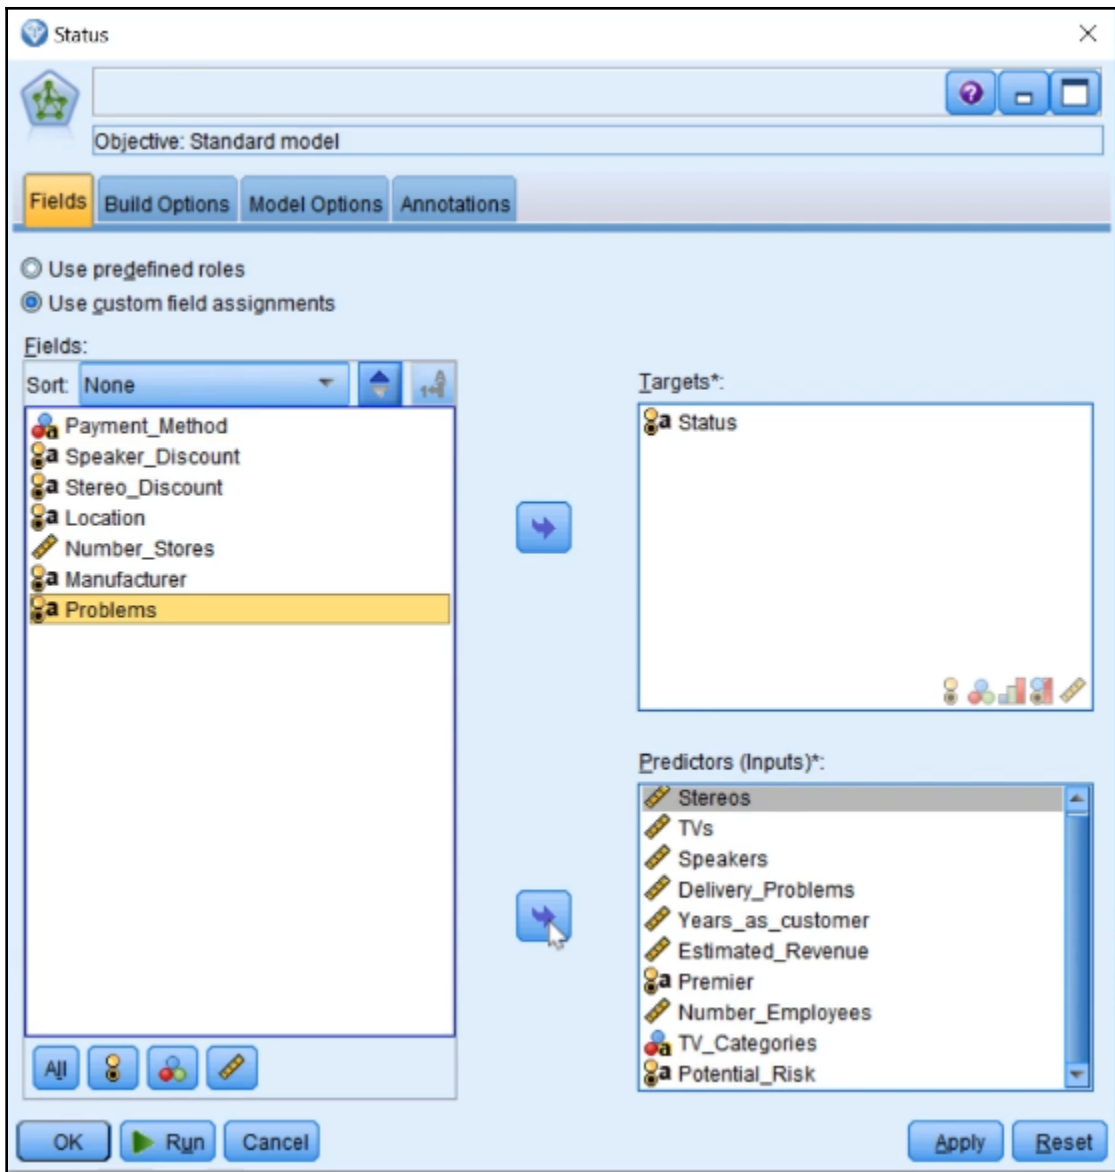 Status
Objective: Standard model
Fields Build Options Model Options Annotations
Use predefined roles
Use custom field assignments
Fields:
Sort: None
Payment_Method
Speaker_Discount
Stereo_Discount
Location
Number_Stores
Manufacturer
Problems
Targets*:
Status
Predictors (Inputs)*:
Stereos
TVs
Speakers
Delivery_Problems
Years_as_customer
Estimated_Revenue
Premier
Number_Employees
TV_Categories
Potential_Risk
All
OK Run Cancel Apply Reset